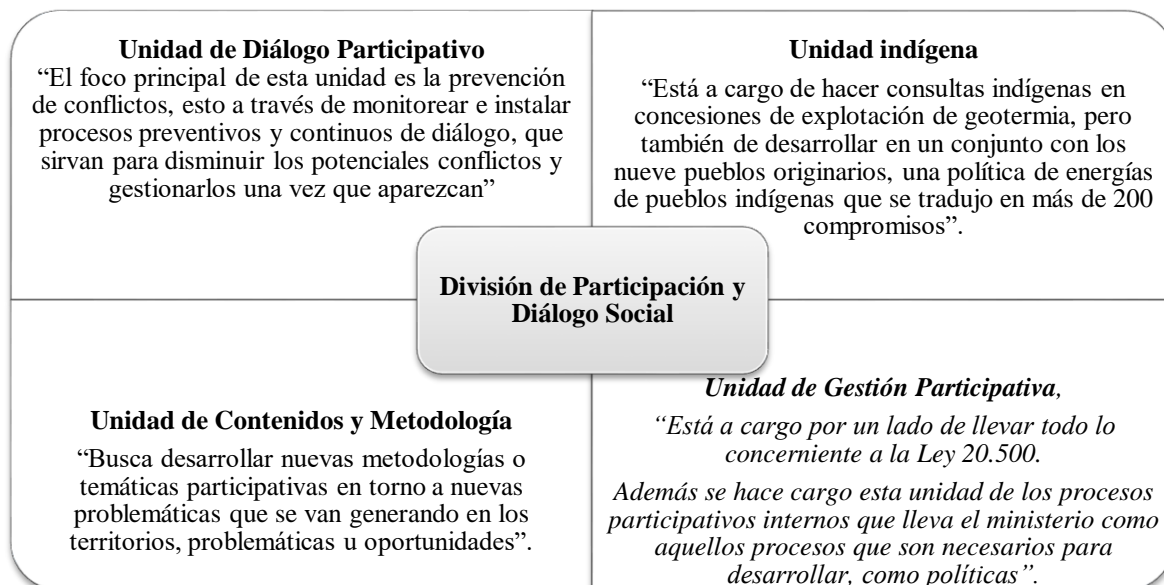 Unidad de Diálogo Participativo
“El foco principal de esta unidad es la prevención
de conflictos, esto a través de monitorear e instalar
procesos preventivos y continuos de diálogo, que
sirvan para disminuir los potenciales conflictos y
gestionarlos una vez que aparezcan”
Unidad indígena
“Está a cargo de hacer consultas indígenas en
concesiones de explotación de geotermia, pero
también de desarrollar en un conjunto con los
nueve pueblos originarios, una política de energías
de pueblos indígenas que se tradujo en más de 200
compromisos”.
División de Participación y
Diálogo Social
Unidad de Contenidos y Metodología
“Busca desarrollar nuevas metodologías o
temáticas participativas en torno a nuevas
problemáticas que se van generando en los
territorios, problemáticas u oportunidades”.
Unidad de Gestión Participativa,
“Está a cargo por un lado de llevar todo lo
concerniente a la Ley 20.500.
Además se hace cargo esta unidad de los procesos
participativos internos que lleva el ministerio como
aquellos procesos que son necesarios para
desarrollar, como políticas”.